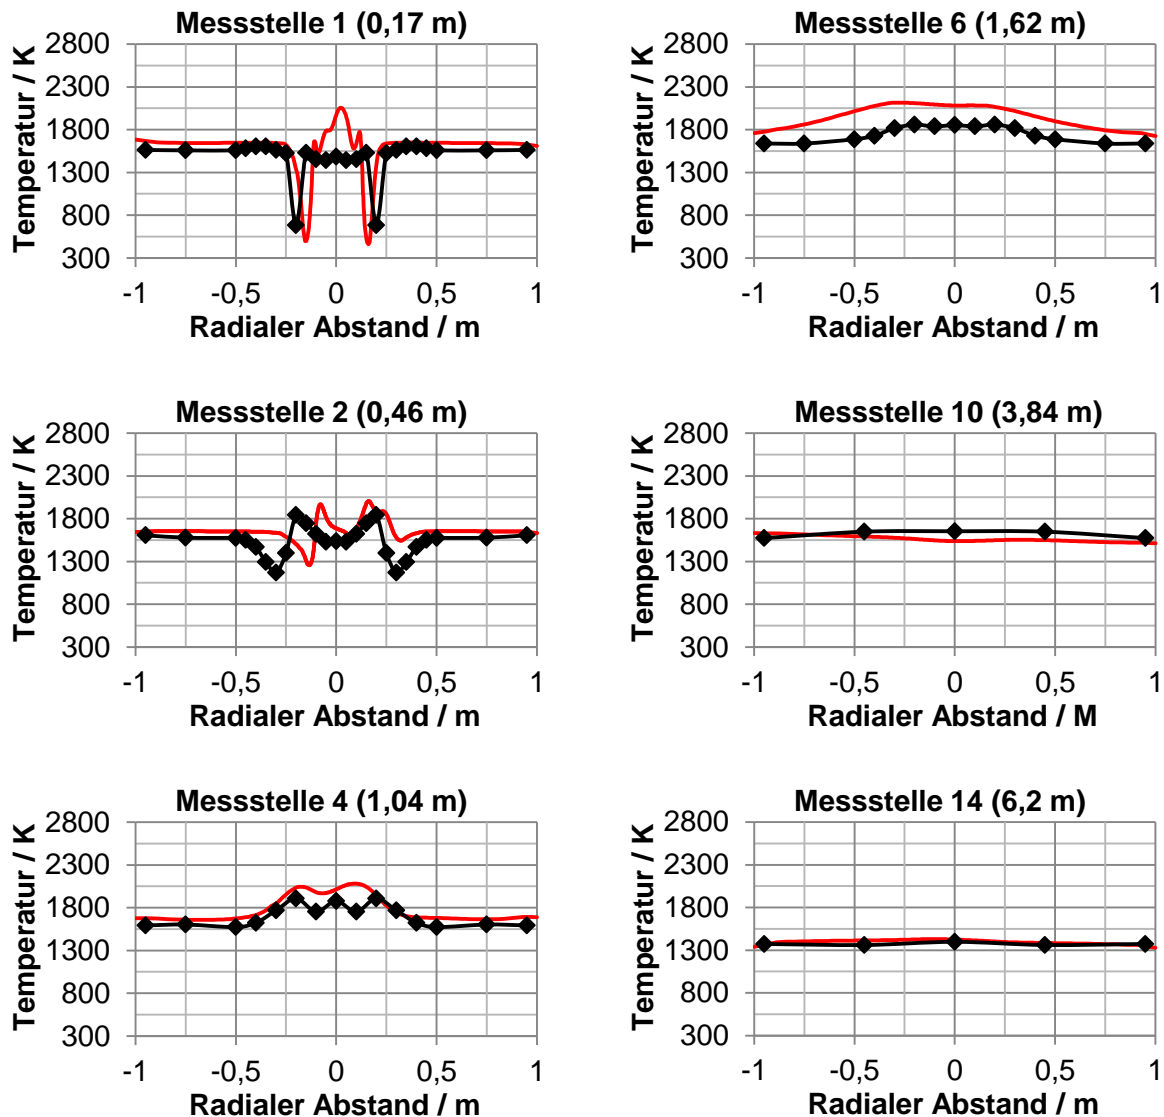 Messstelle 1 (0,17 m)
Temperatur / K
2800
2300
1800
1300
800
300
-1 -0,5 0 0,5 1
Radialer Abstand / m
Messstelle 6 (1,62 m)
Temperatur / K
2800
2300
1800
1300
800
300
-1 -0,5 0 0,5 1
Radialer Abstand / m
Messstelle 2 (0,46 m)
Temperatur / K
2800
2300
1800
1300
800
300
-1 -0,5 0 0,5 1
Radialer Abstand / m
Messstelle 10 (3,84 m)
Temperatur / K
2800
2300
1800
1300
800
300
-1 -0,5 0 0,5 1
Radialer Abstand / M
Messstelle 4 (1,04 m)
Temperatur / K
2800
2300
1800
1300
800
300
-1 -0,5 0 0,5 1
Radialer Abstand / m
Messstelle 14 (6,2 m)
Temperatur / K
2800
2300
1800
1300
800
300
-1 -0,5 0 0,5 1
Radialer Abstand / m